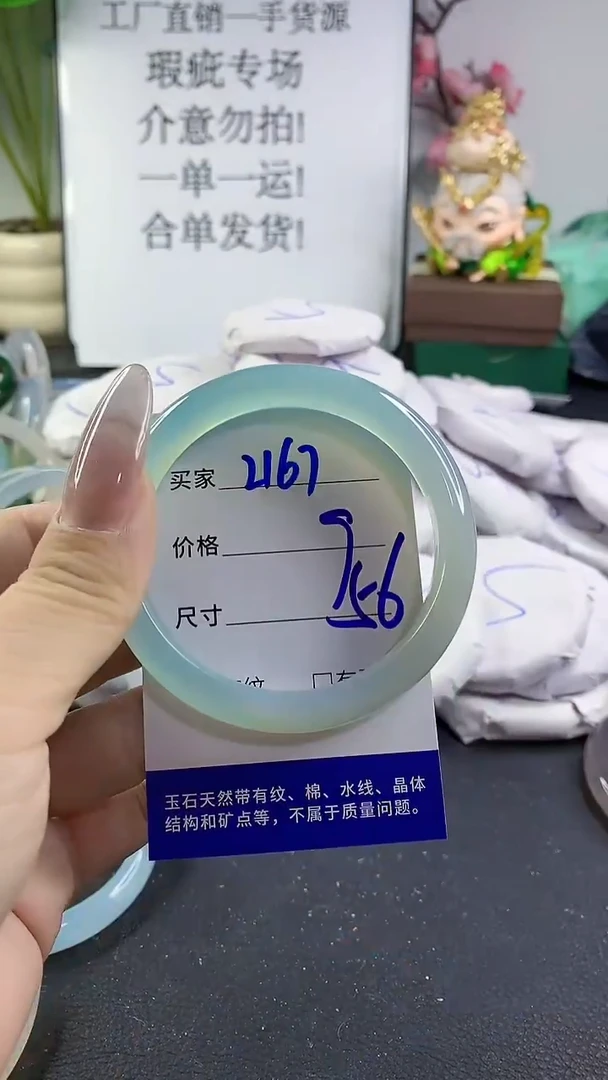 工厂直销一手货源
瑕疵专场
介意勿拍!
一单一运!
合单发货!
买家 2167
价格
尺寸 56
玉石天然带有纹、棉、水线、晶体
结构和矿点等，不属于质量问题。